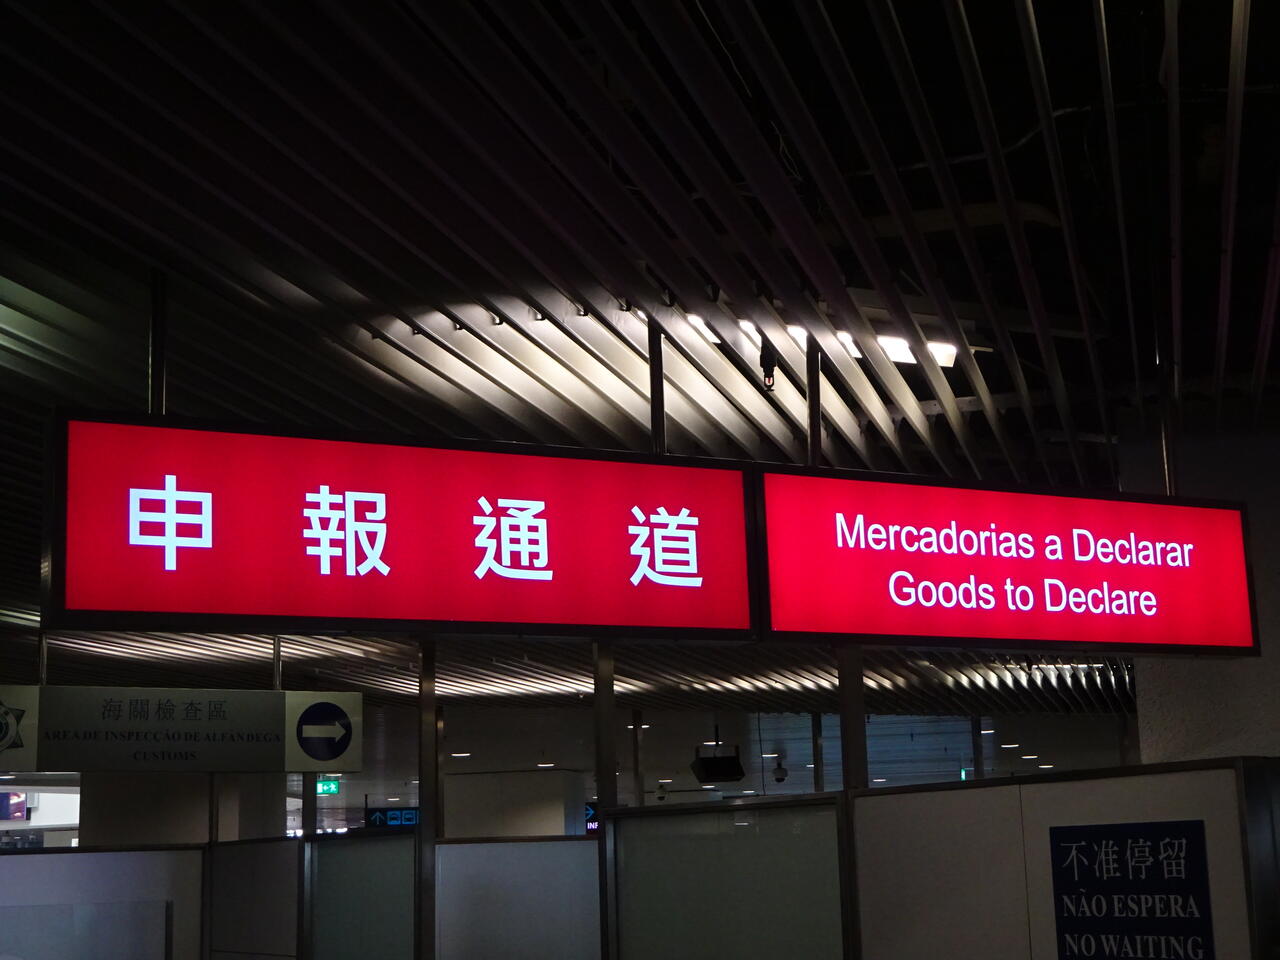 申報通道
Mercadorias a Declarar
Goods to Declare
海關檢查區
AREA DE INSPECÇÃO DE ALFÂNDEGA
CUSTOMS
INF
不准停留
NÃO ESPERA
NO WAITING